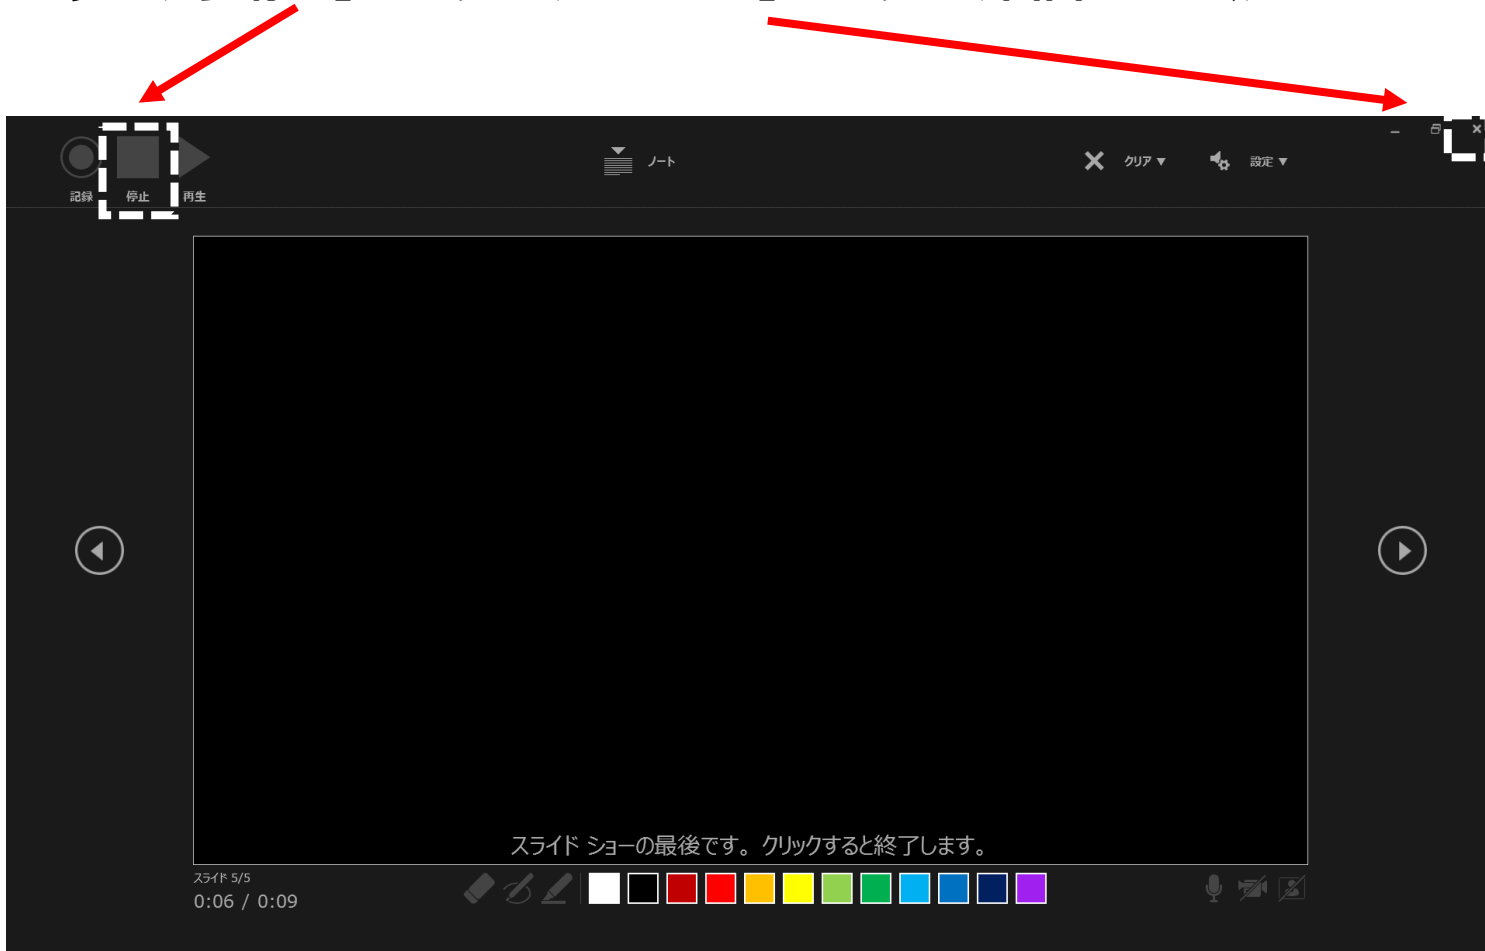 ノート
クリア
設定
記録
停止
再生
スライド ショーの最後です。クリックすると終了します。
スライド 5/5
0:06 / 0:09